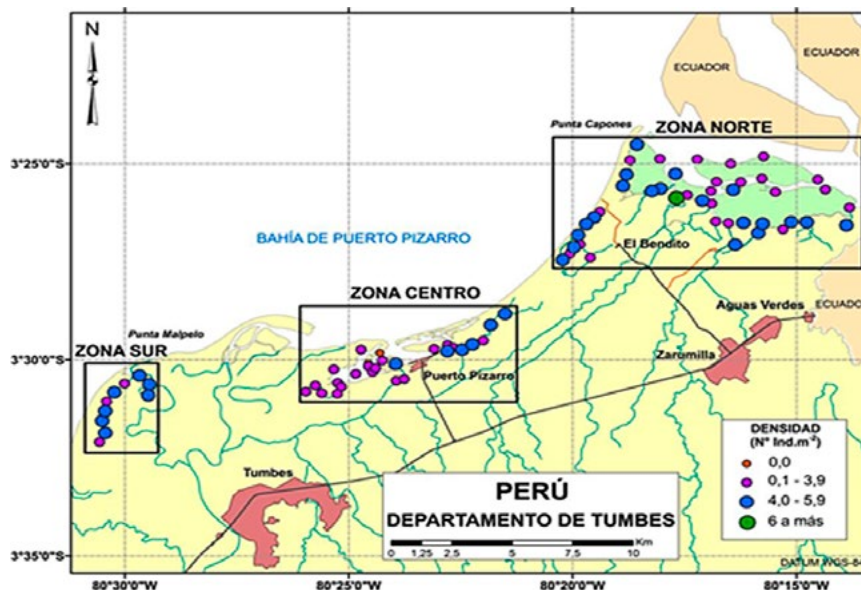 N
ECUADOR
ECUADOR
Punta Capones
ZONA NORTE
3°25'0"S
BAHÍA DE PUERTO PIZARRO
El Bendito
ZONA CENTRO
Aguas Verdes
ECUADOR
Punta Malpelo
3°30'0"S
ZONA SUR
Puerto Pizarro
Zarumilla
DENSIDAD
(N° Ind.m⁻²)
0,0
0,1 - 3,9
4,0 - 5,9
6 a más
Tumbes
PERÚ
DEPARTAMENTO DE TUMBES
0 1,25 2,5 5 7,5 10
Km
3°35'0"S
DATUM WGS-84
80°30'0"W 80°25'0"W 80°20'0"W 80°15'0"W